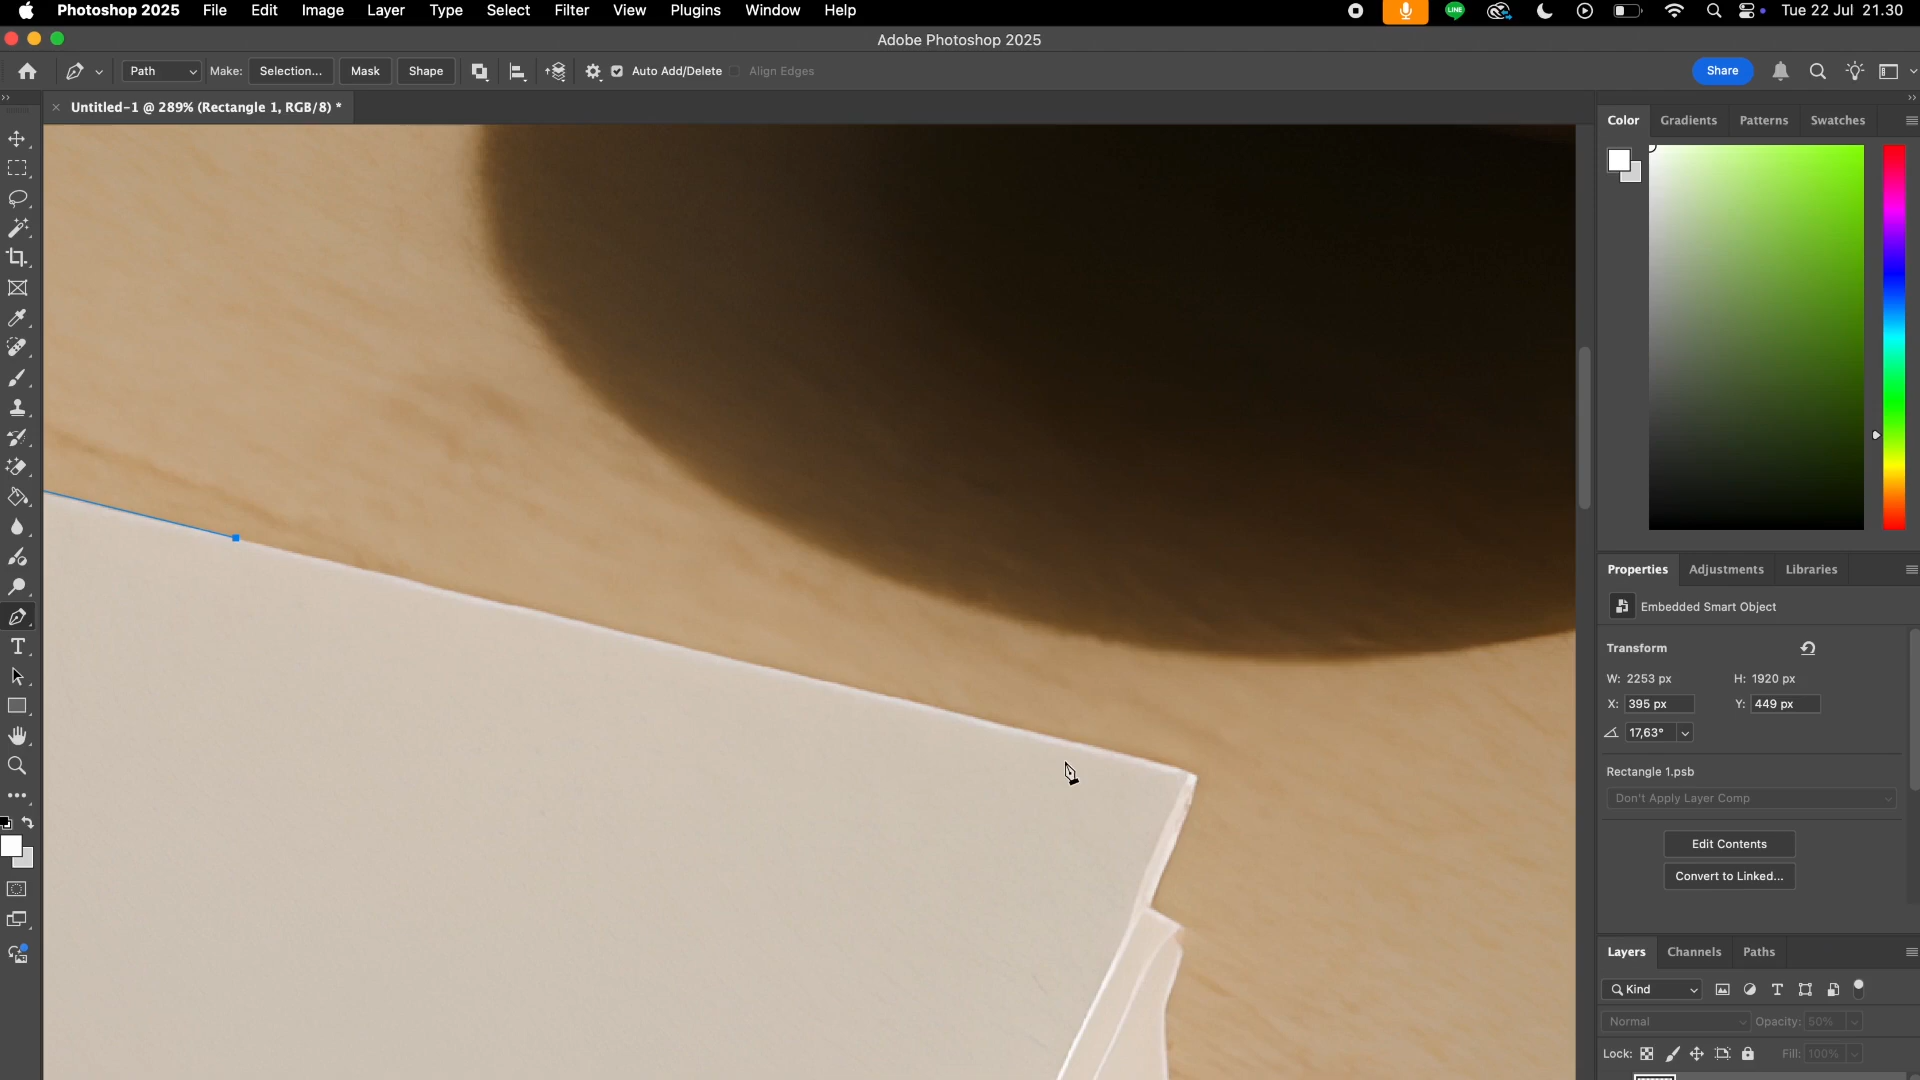 Photoshop 2025 File Edit Image Layer Type Select Filter View Plugins Window Help LINE Tue 22 Jul 21.30
Adobe Photoshop 2025
Path Make: Selection... Mask Shape Auto Add/Delete Align Edges Share
Untitled-1 @ 289% (Rectangle 1, RGB/8) *
Color Gradients Patterns Swatches
Properties Adjustments Libraries
Embedded Smart Object
Transform
W: 2253 px H: 1920 px
X: 395 px Y: 449 px
17,63°
Rectangle 1.psb
Don't Apply Layer Comp
Edit Contents
Convert to Linked...
Layers Channels Paths
Kind
Normal Opacity: 50%
Lock: Fill: 100%